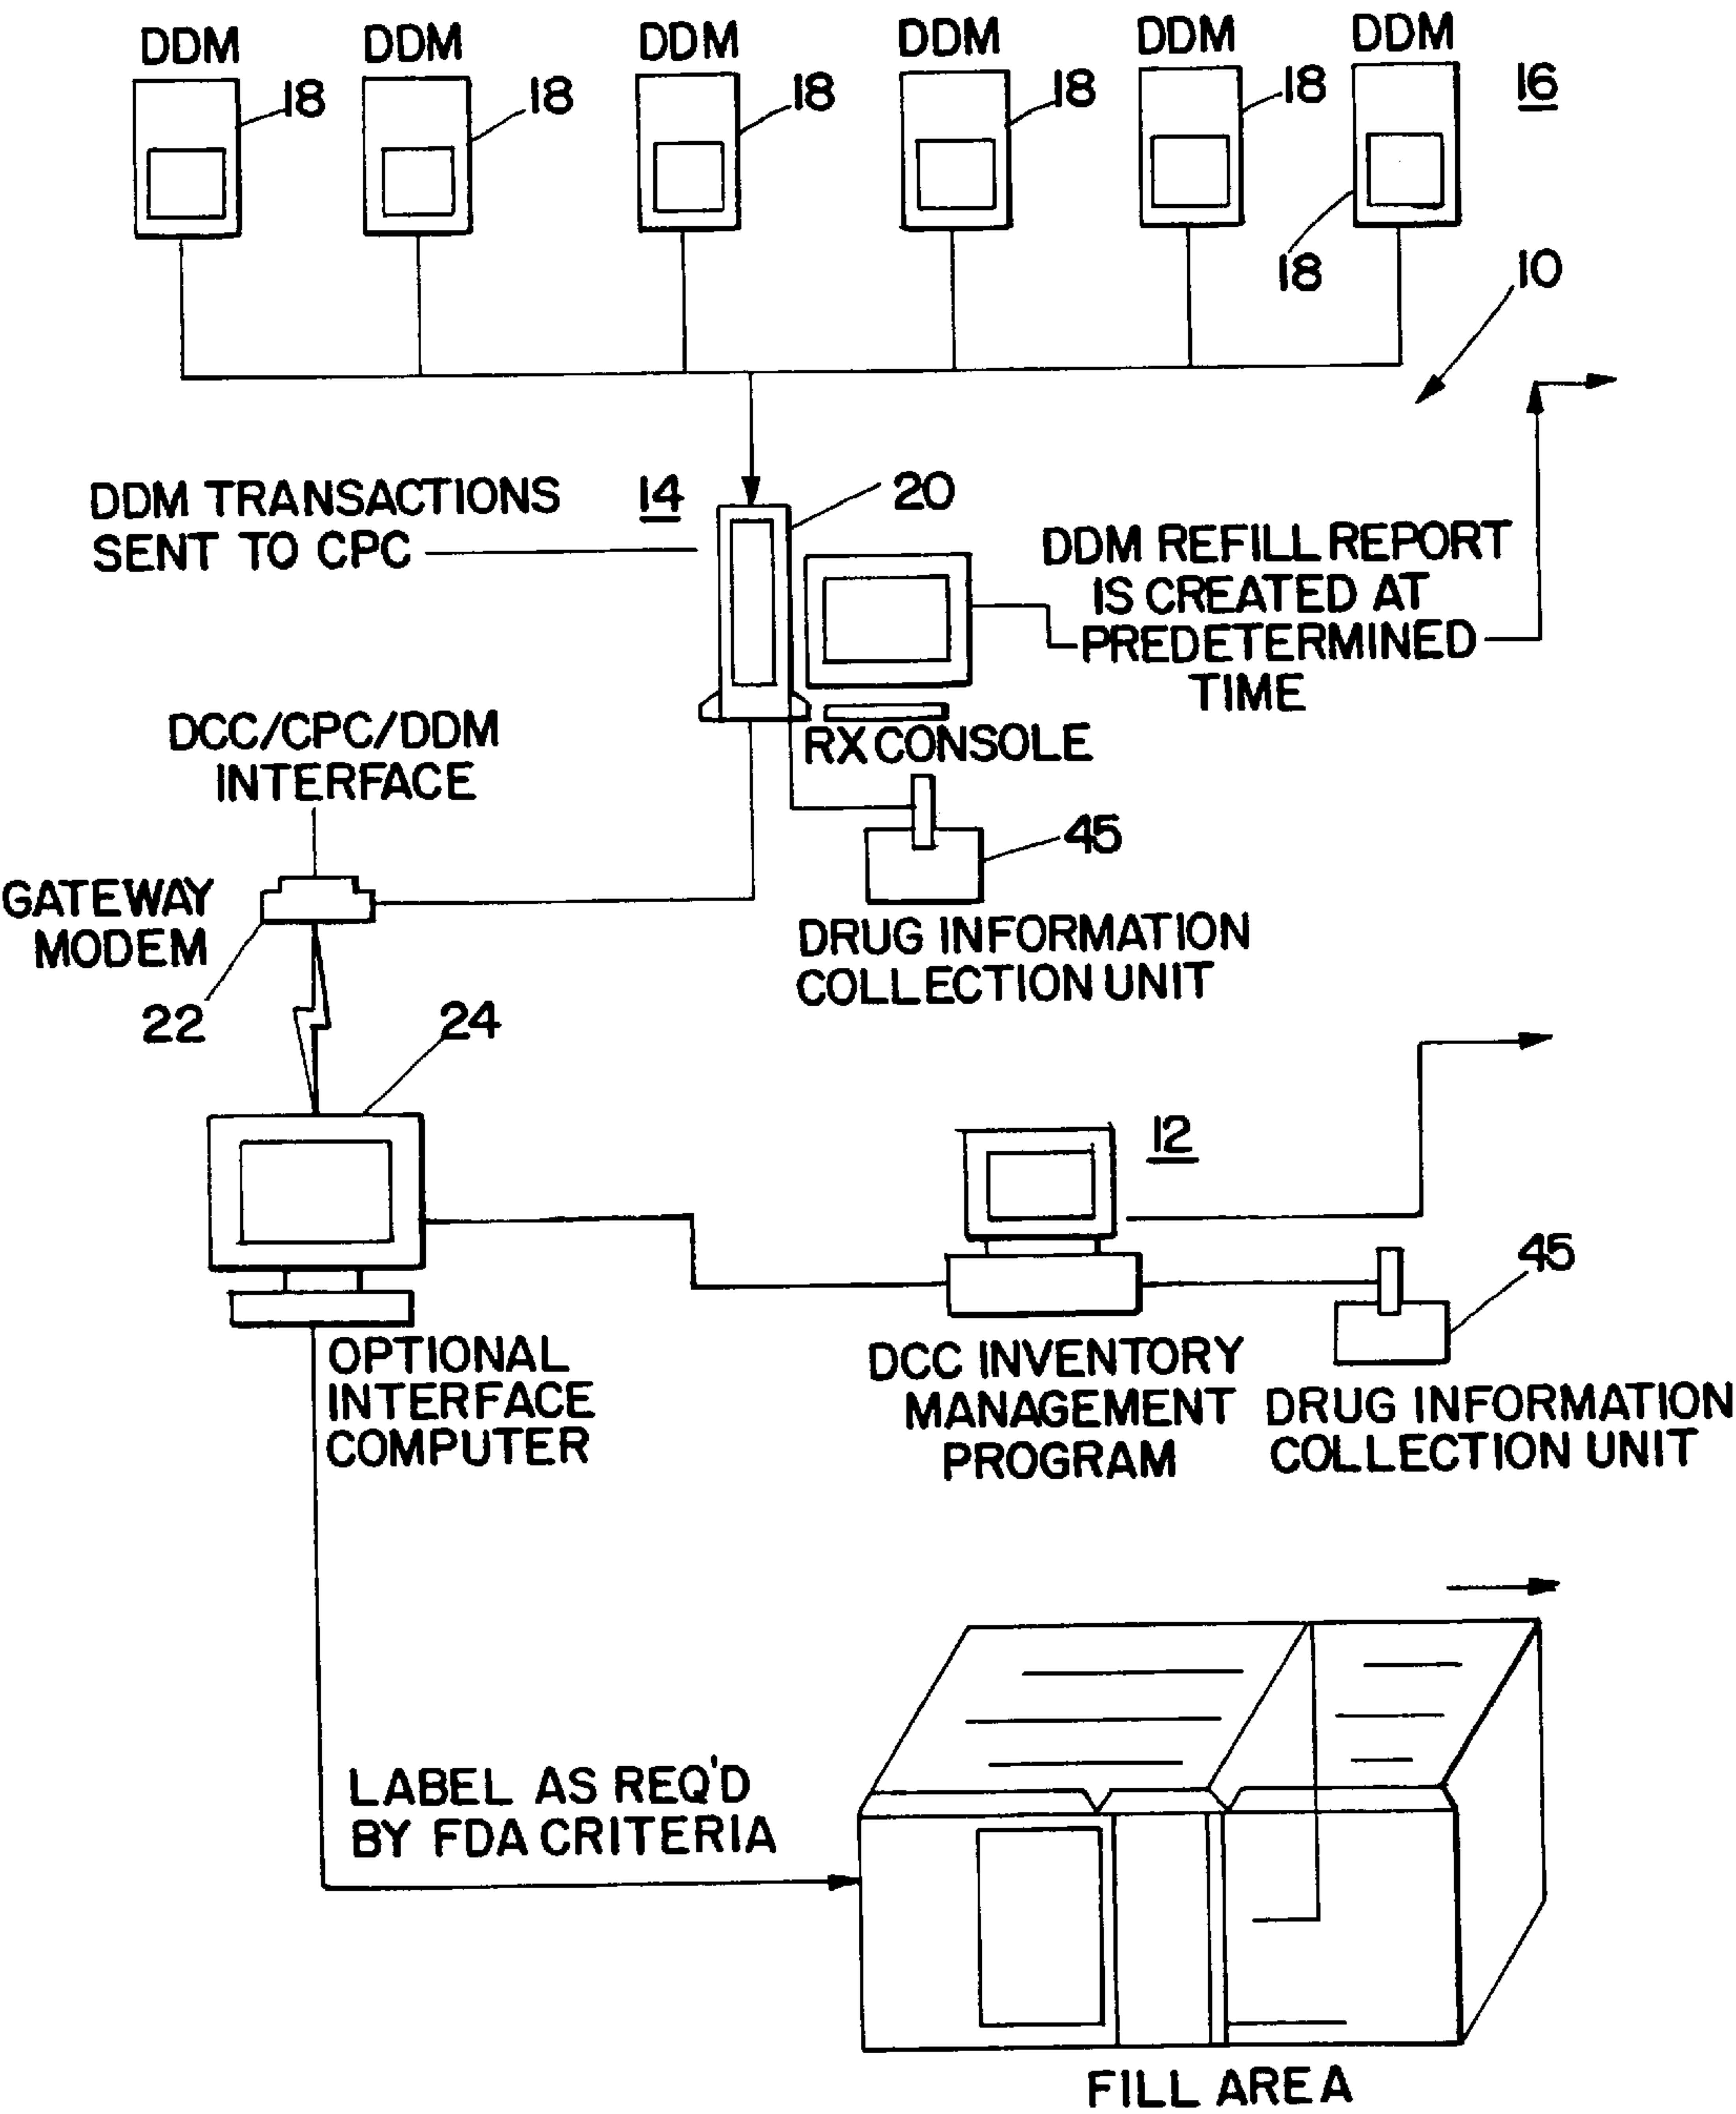 DDM DDM DDM DDM DDM DDM
18 18 18 18 18 16
18
10
DDM TRANSACTIONS
SENT TO CPC
14
20
DDM REFILL REPORT
IS CREATED AT
PREDETERMINED
TIME
RX CONSOLE
DCC/CPC/DDM
INTERFACE
45
GATEWAY
MODEM
22
DRUG INFORMATION
COLLECTION UNIT
24
12
45
OPTIONAL
INTERFACE
COMPUTER
DCC INVENTORY
MANAGEMENT
PROGRAM
DRUG INFORMATION
COLLECTION UNIT
LABEL AS REQ'D
BY FDA CRITERIA
FILL AREA